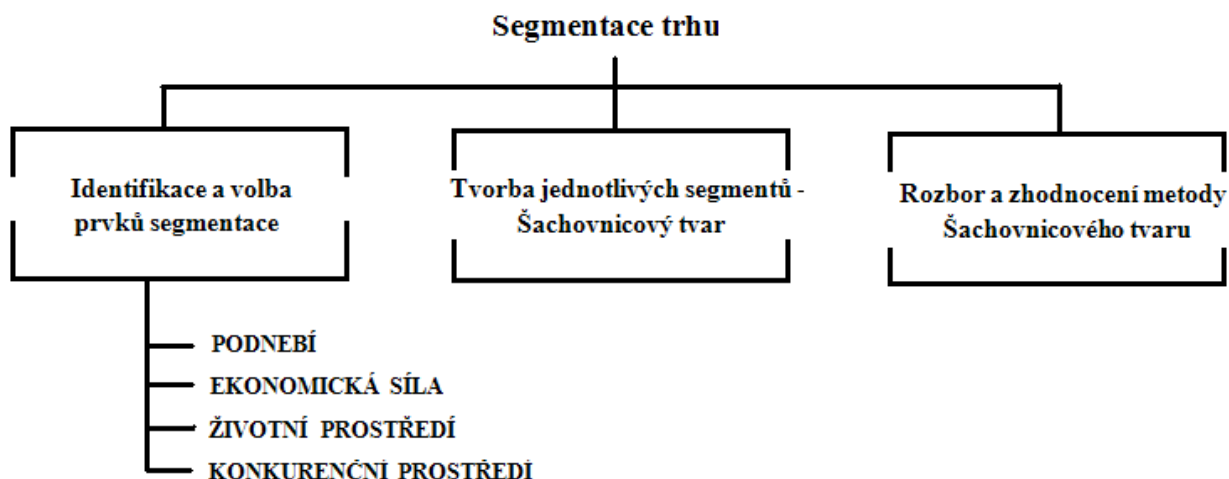 Segmentace trhu
Identifikace a volba
prvků segmentace
Tvorba jednotlivých segmentů -
Šachovnicový tvar
Rozbor a zhodnocení metody
Šachovnicového tvaru
PODNEBÍ
EKONOMICKÁ SÍLA
ŽIVOTNÍ PROSTŘEDÍ
KONKURENČNÍ PROSTŘEDÍ